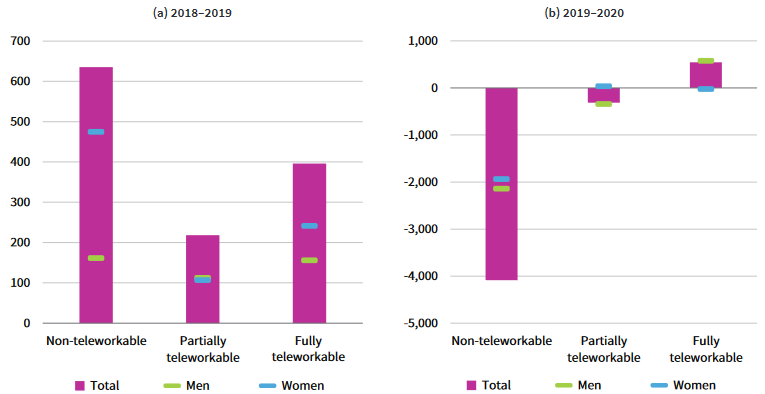 (a) 2018–2019
700
600
500
400
300
200
100
0
Non-teleworkable
Partially
teleworkable
Fully
teleworkable
Total
Men
Women
(b) 2019–2020
1,000
0
-1,000
-2,000
-3,000
-4,000
-5,000
Non-teleworkable
Partially
teleworkable
Fully
teleworkable
Total
Men
Women